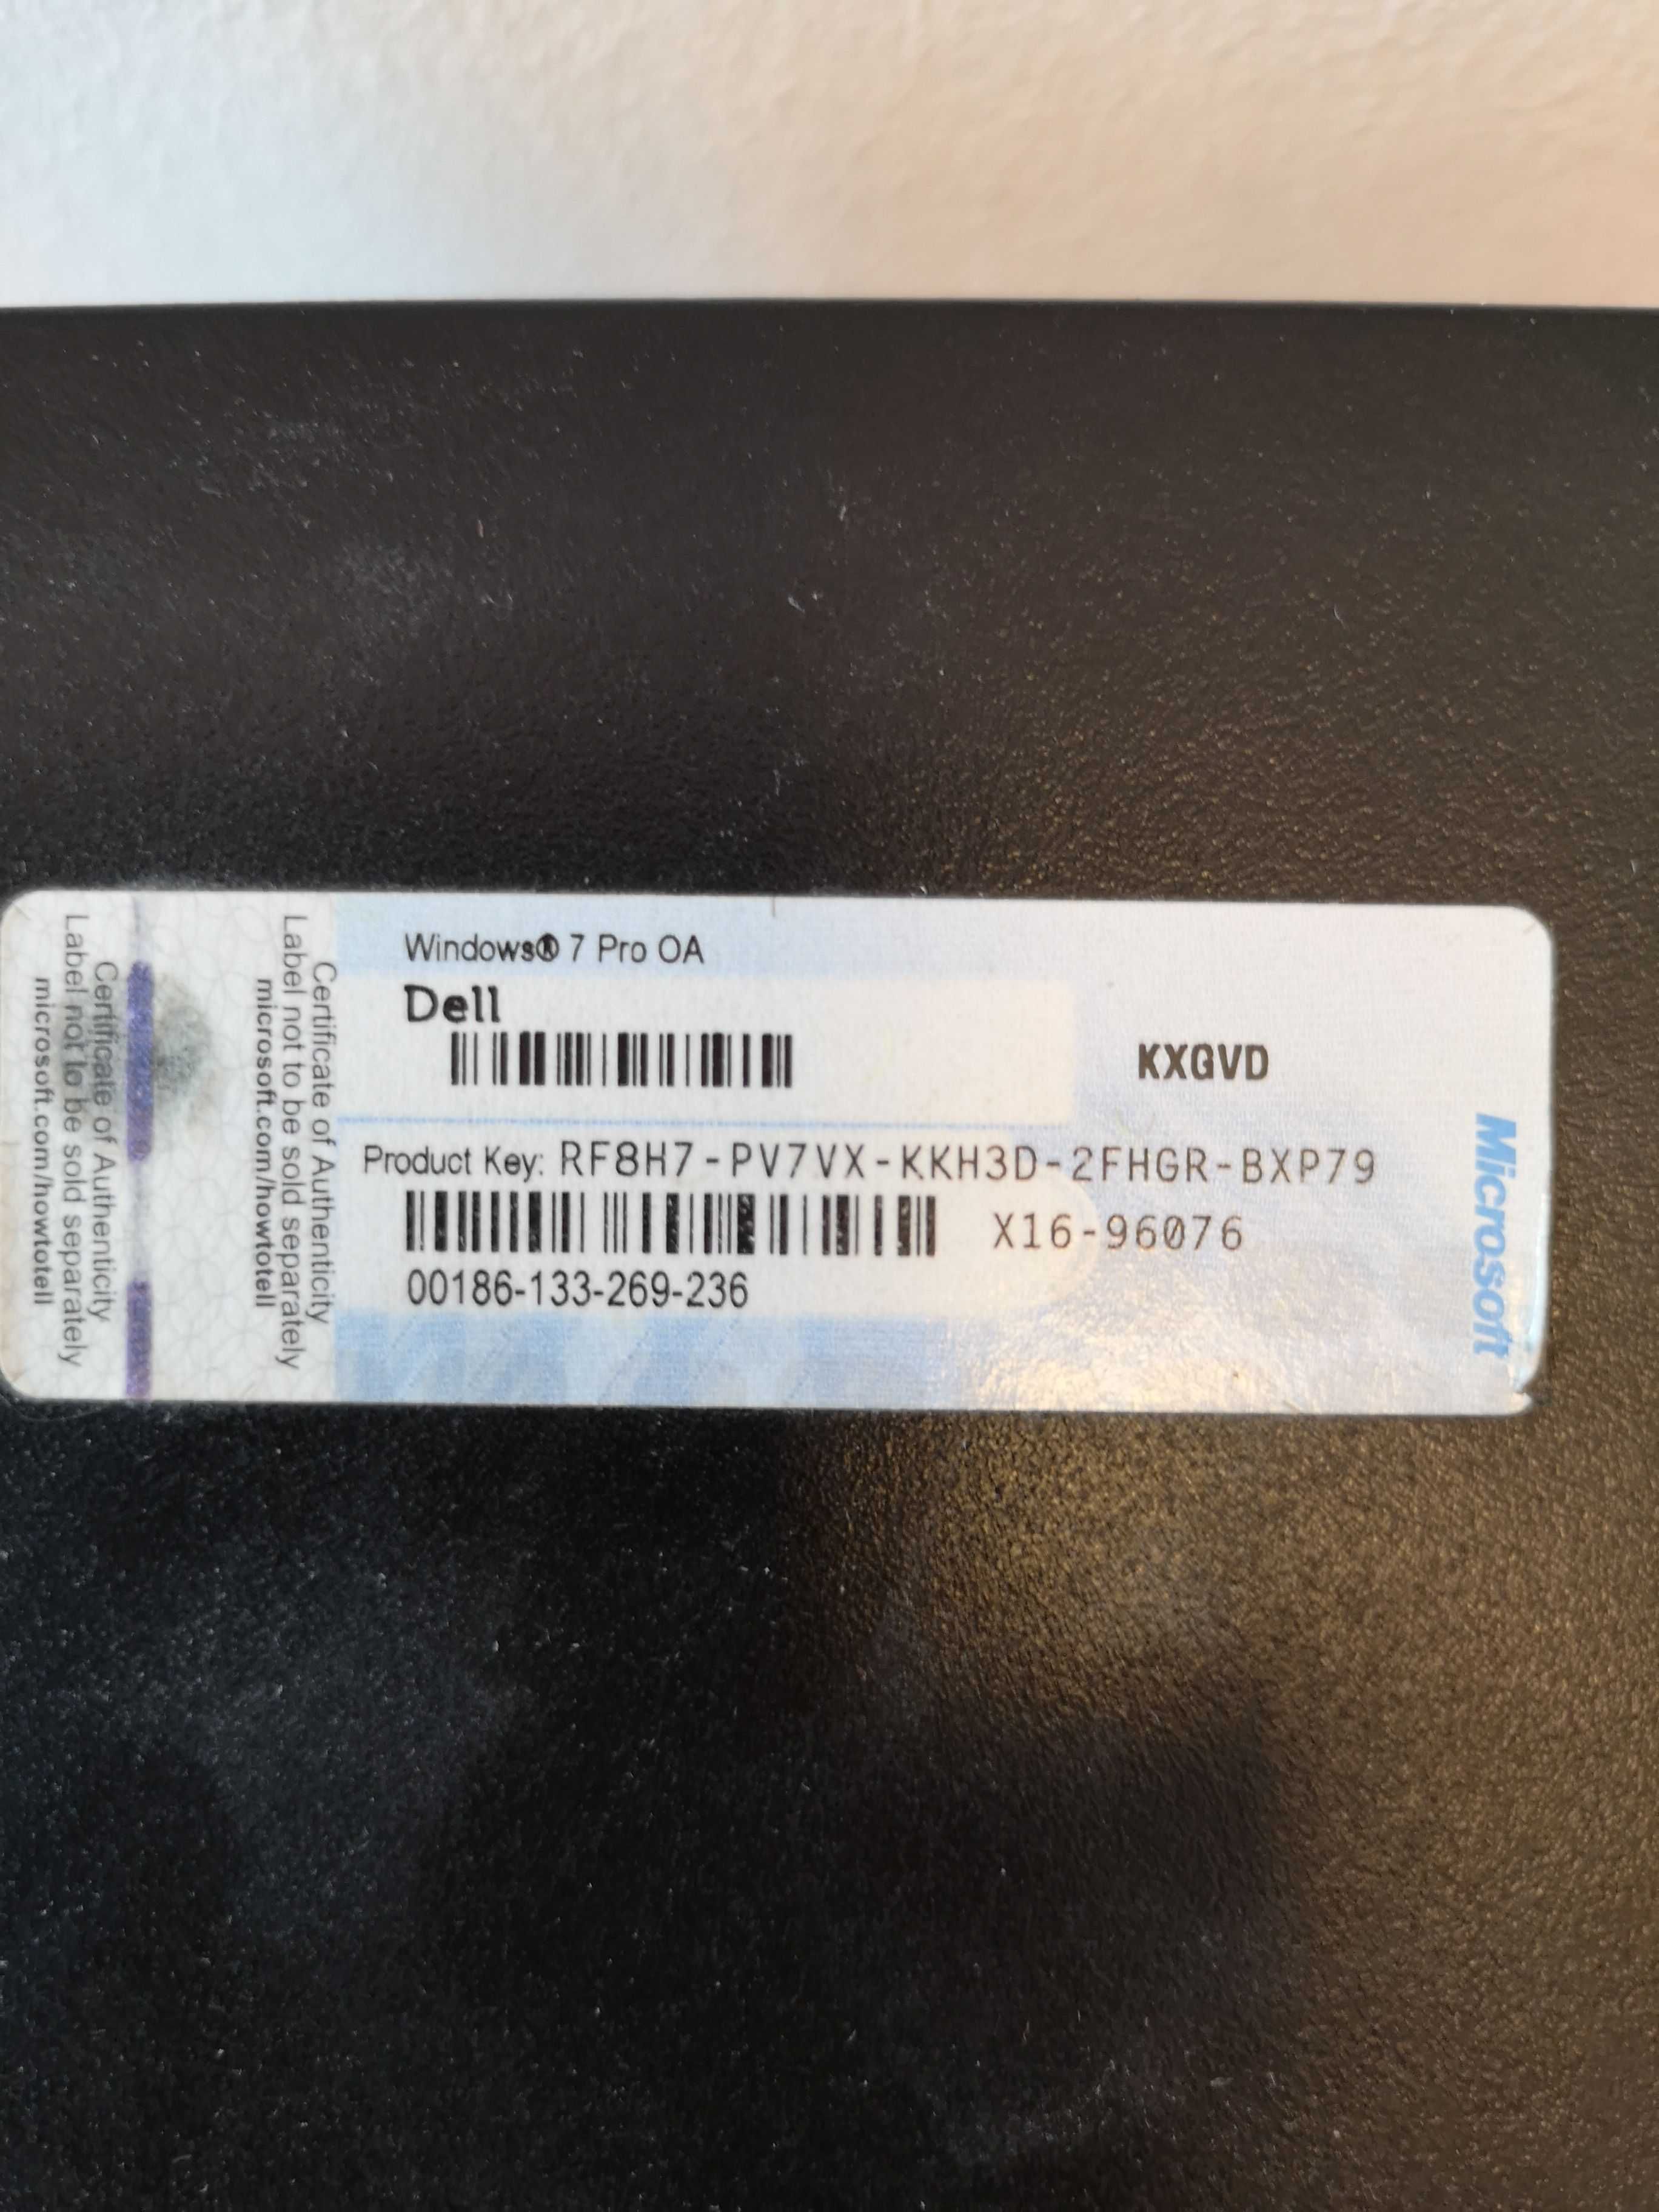 Windows® 7 Pro OA
Dell
KXGVD
Product Key: RF8H7-PV7VX-KKH3D-2FHGR-BXP79
X16-96076
00186-133-269-236
Microsoft
Certificate of Authenticity
Label not to be sold separately
microsoft.com/howtotell
Certificate of Authenticity
Label not to be sold separately
microsoft.com/howtotell